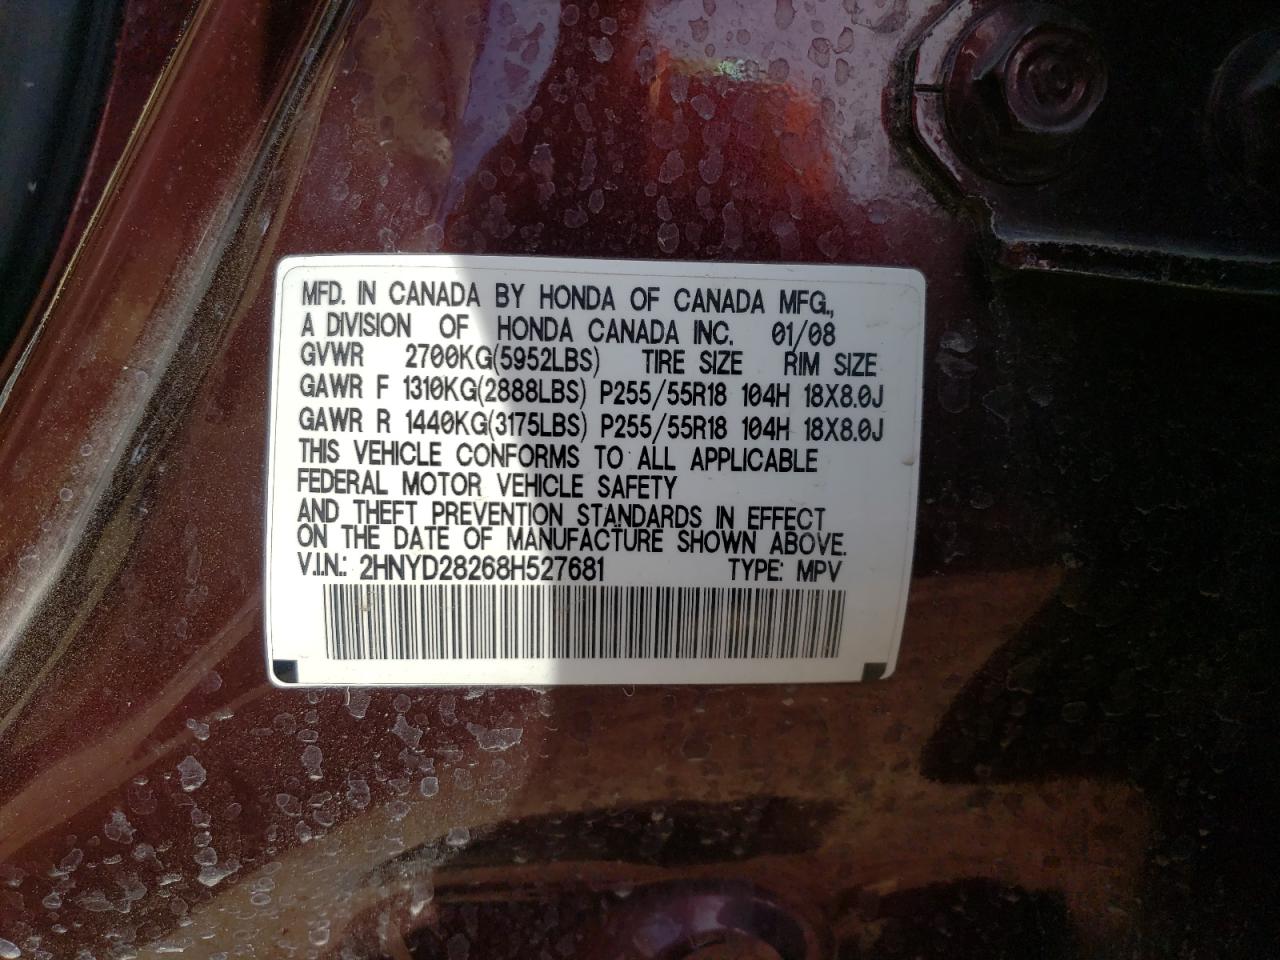 MFD. IN CANADA BY HONDA OF CANADA MFG.,
A DIVISION OF HONDA CANADA INC. 01/08
GVWR 2700KG(5952LBS) TIRE SIZE RIM SIZE
GAWR F 1310KG(2888LBS) P255/55R18 104H 18X8.0J
GAWR R 1440KG(3175LBS) P255/55R18 104H 18X8.0J
THIS VEHICLE CONFORMS TO ALL APPLICABLE
FEDERAL MOTOR VEHICLE SAFETY
AND THEFT PREVENTION STANDARDS IN EFFECT
ON THE DATE OF MANUFACTURE SHOWN ABOVE.
V.I.N.: 2HNYD28268H527681 TYPE: MPV